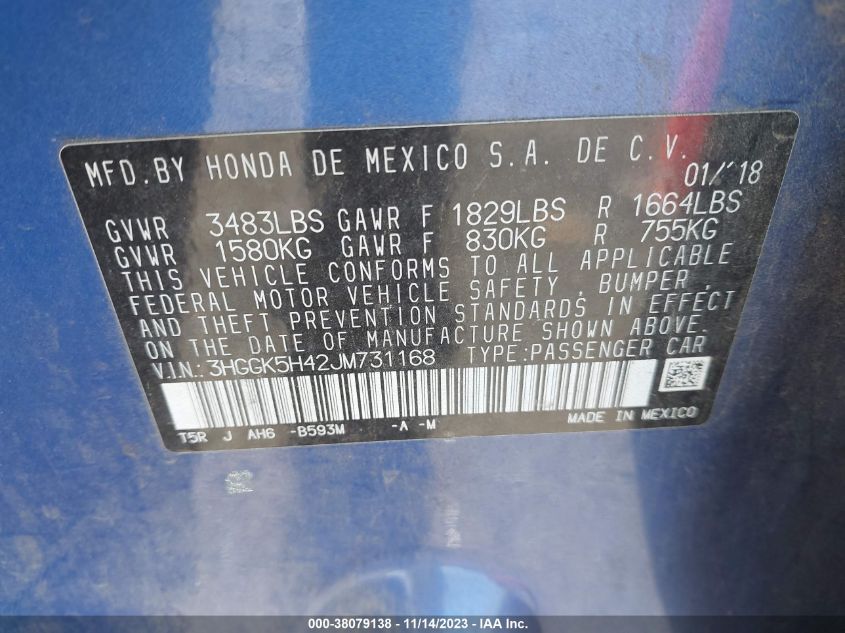 MFD.BY HONDA DE MEXICO S.A. DE C.V. 01/'18
GVWR 3483LBS GAWR F 1829LBS R 1664LBS
GVWR 1580KG GAWR F 830KG R 755KG
THIS VEHICLE CONFORMS TO ALL APPLICABLE
FEDERAL MOTOR VEHICLE SAFETY, BUMPER,
AND THEFT PREVENTION STANDARDS IN EFFECT
ON THE DATE OF MANUFACTURE SHOWN ABOVE.
V.IN.: 3HGGK5H42JM731168 TYPE:PASSENGER CAR
T5R J AH6 -B593M -A -M MADE IN MEXICO
000-38079138 - 11/14/2023 - IAA Inc.